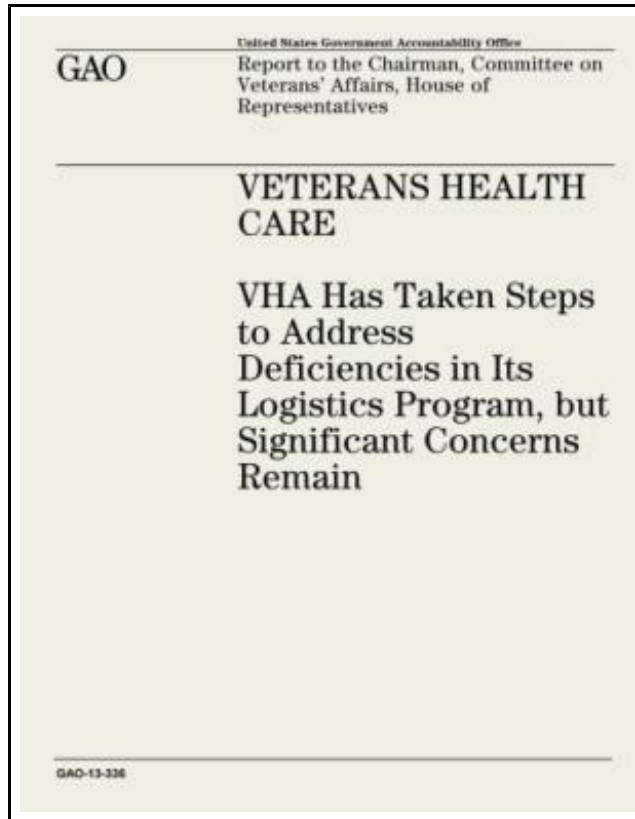 United States Government Accountability Office
GAO
Report to the Chairman, Committee on
Veterans' Affairs, House of
Representatives
VETERANS HEALTH
CARE
VHA Has Taken Steps
to Address
Deficiencies in Its
Logistics Program, but
Significant Concerns
Remain
GAO-13-336